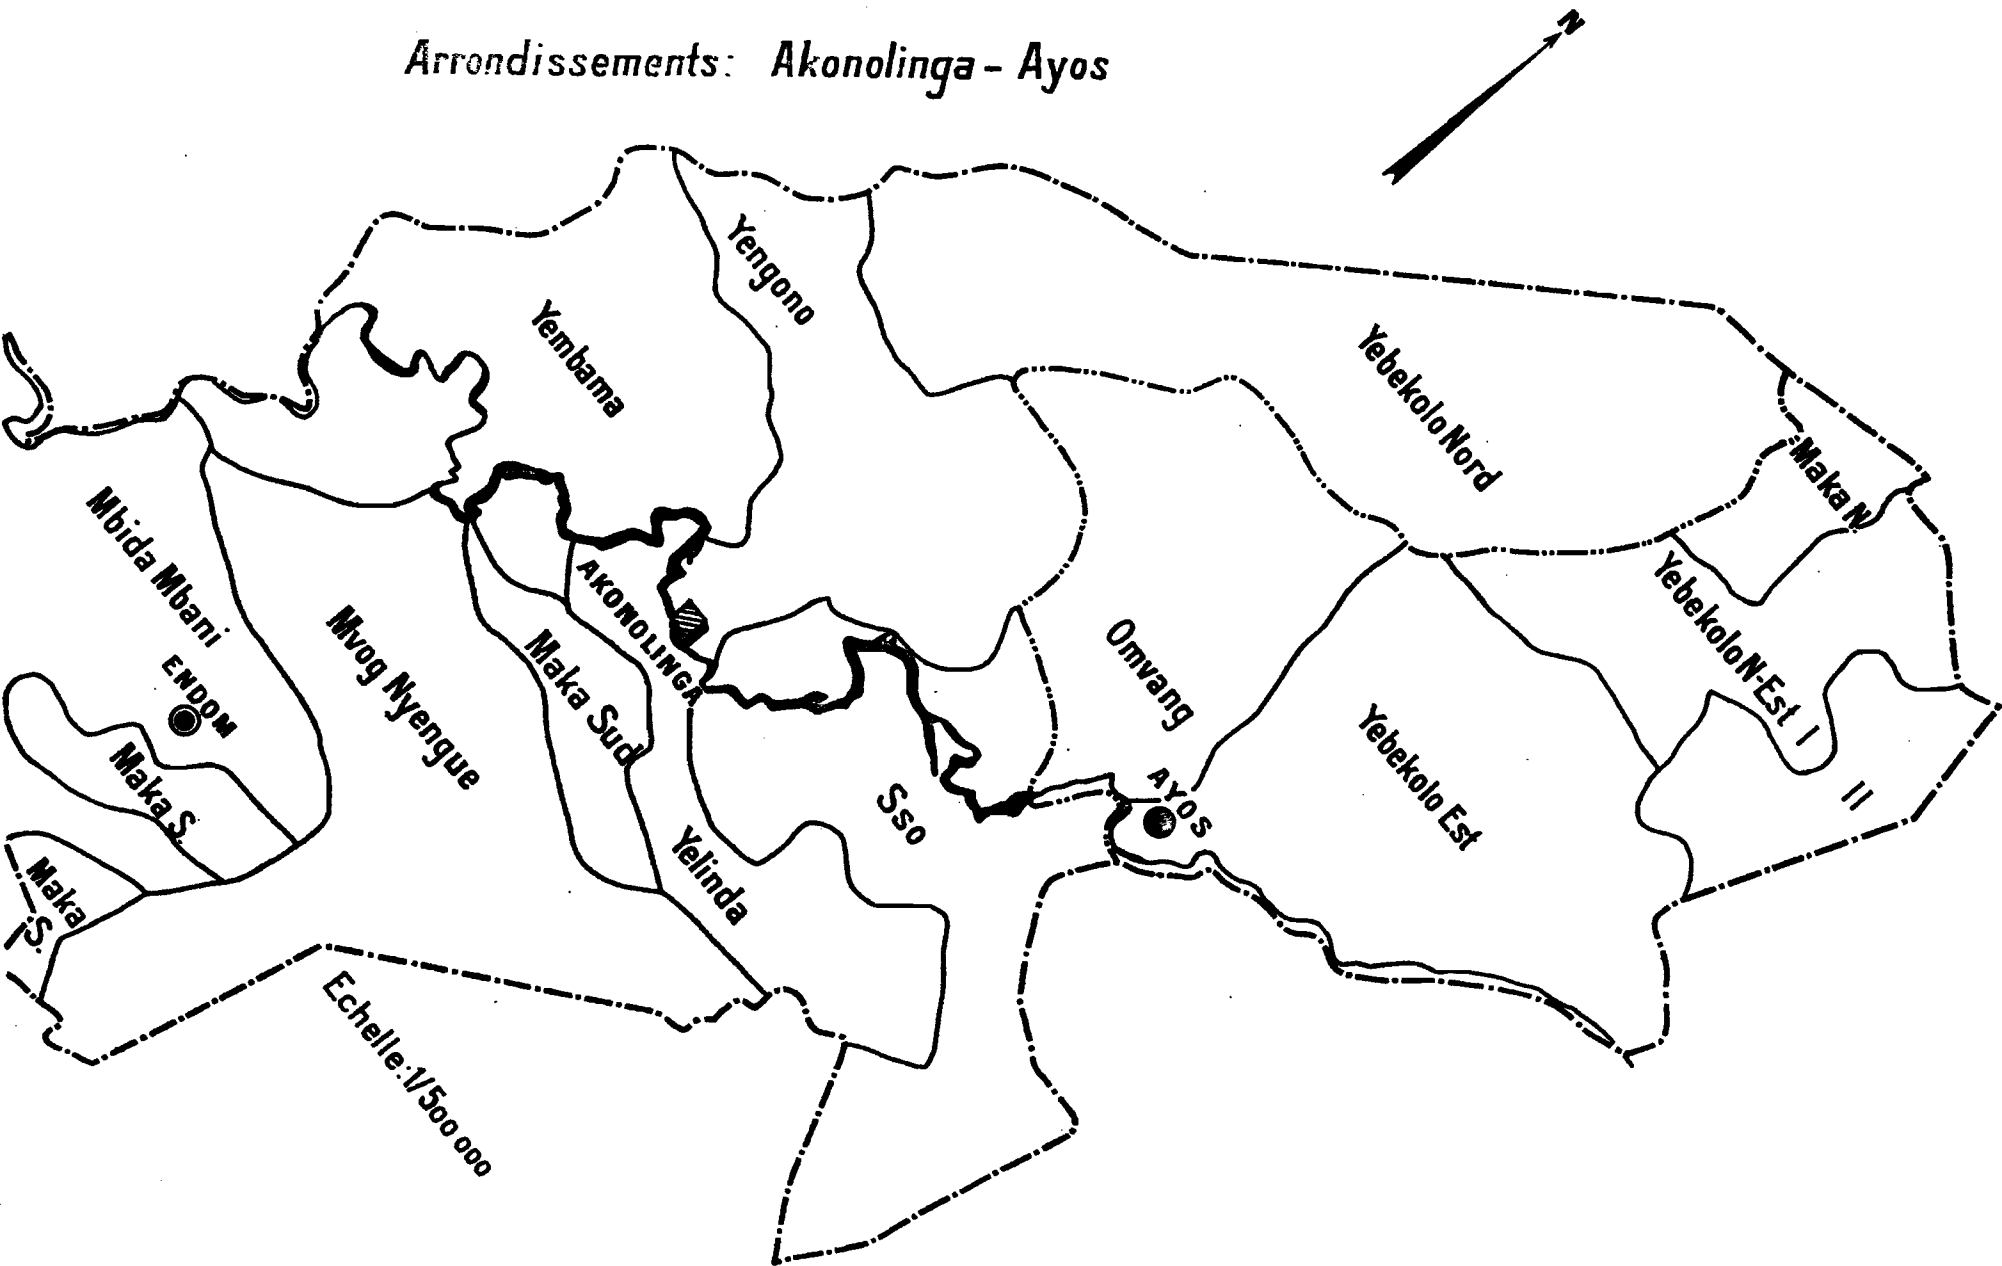 N
Arrondissements: Akonolinga - Ayos
Yengono
Yembama
Yebekolo Nord
Maka N.
Mbida Mbani
AKONOLINGA
Yebekolo N-Est I
II
Mvog Nyengue
Maka Sud
Omvang
ENDOM
Yebekolo Est
Maka S.
AYOS
Sso
Yelinda
Maka
S.
Echelle:1/500 000